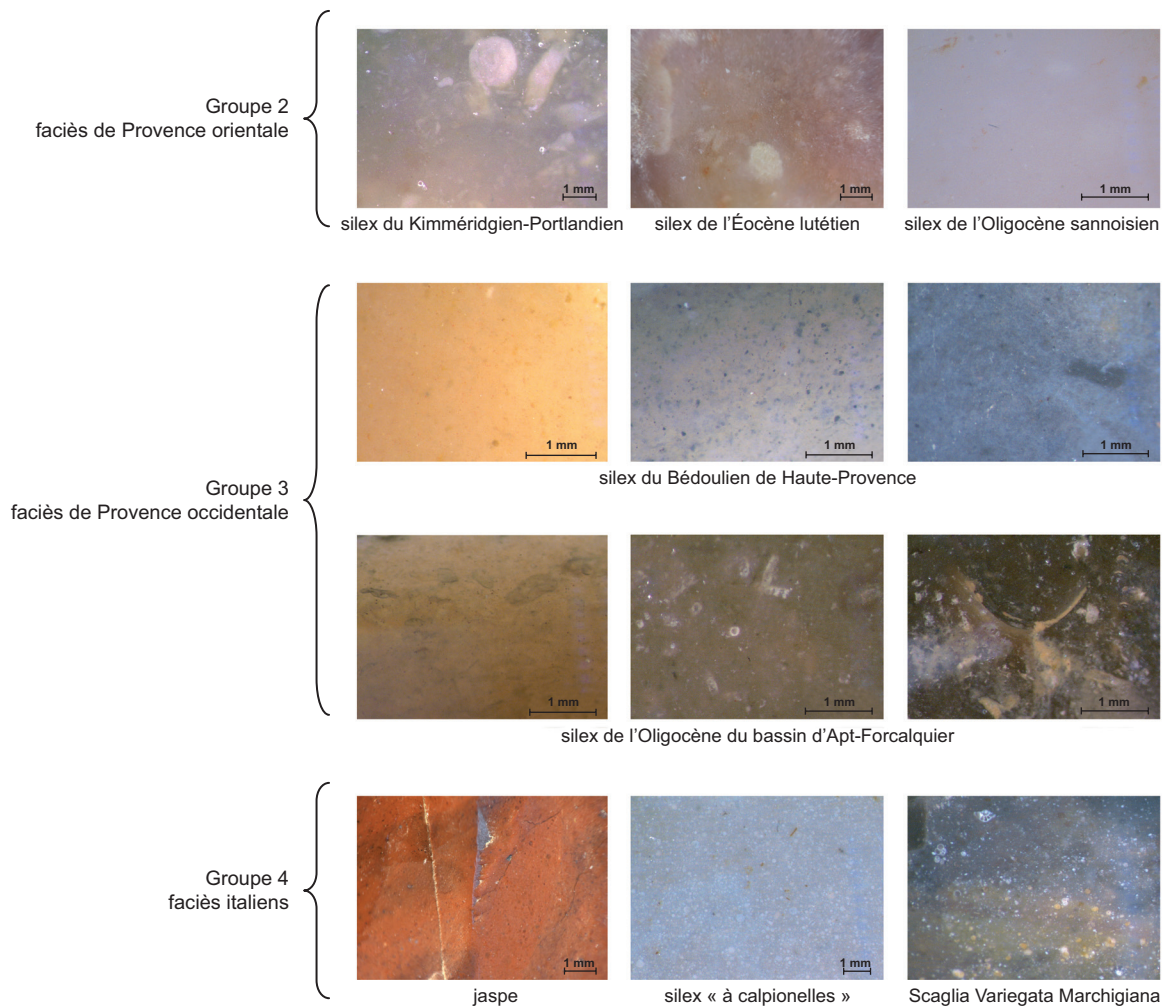 Groupe 2
faciès de Provence orientale
1 mm
1 mm
1 mm
silex du Kimméridgien-Portlandien
silex de l’Éocène lutétien
silex de l’Oligocène sannoisien
Groupe 3
faciès de Provence occidentale
1 mm
1 mm
1 mm
silex du Bédoulien de Haute-Provence
1 mm
1 mm
1 mm
silex de l’Oligocène du bassin d’Apt-Forcalquier
Groupe 4
faciès italiens
1 mm
1 mm
1 mm
jaspe
silex « à calpionelles »
Scaglia Variegata Marchigiana